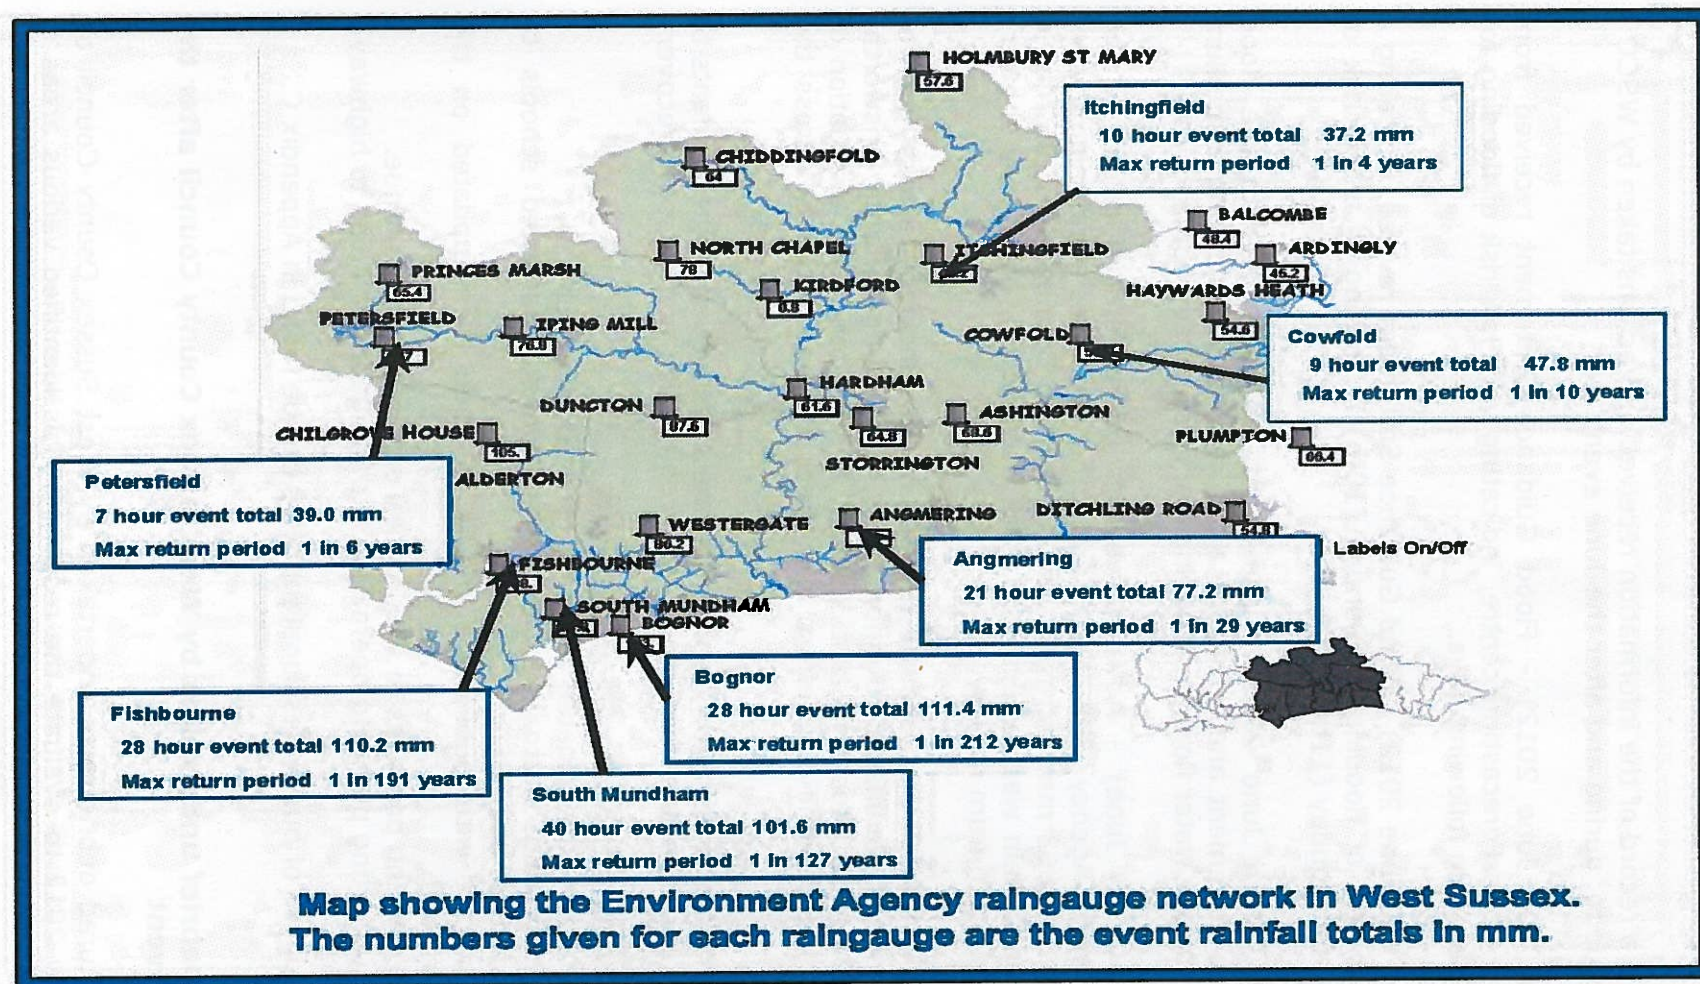 HOLMBURY ST MARY
57.6
Itchingfield
10 hour event total 37.2 mm
Max return period 1 in 4 years
CHIDDINGFOLD
64
BALCOMBE
48.4
NORTH CHAPEL
78
ITCHINGFIELD
ARDINGLY
45.2
PRINCES MARSH
65.4
KIRDFORD
0.8
HAYWARDS HEATH
54.6
PETERSFIELD
IPING MILL
76.8
COWFOLD
Cowfold
9 hour event total 47.8 mm
Max return period 1 in 10 years
HARDHAM
61.6
DUNCTON
87.6
64.8
STORRINGTON
ASHINGTON
68.6
CHILGROVE HOUSE
105.
PLUMPTON
66.4
ALDERTON
Petersfield
7 hour event total 39.0 mm
Max return period 1 in 6 years
WESTERGATE
86.2
ANGMERING
DITCHLING ROAD
54.8
Labels On/Off
Angmering
21 hour event total 77.2 mm
Max return period 1 in 29 years
FISHBOURNE
SOUTH MUNDHAM
BOGNOR
Bognor
28 hour event total 111.4 mm
Max return period 1 in 212 years
Fishbourne
28 hour event total 110.2 mm
Max return period 1 in 191 years
South Mundham
40 hour event total 101.6 mm
Max return period 1 in 127 years
Map showing the Environment Agency raingauge network in West Sussex.
The numbers given for each raingauge are the event rainfall totals in mm.